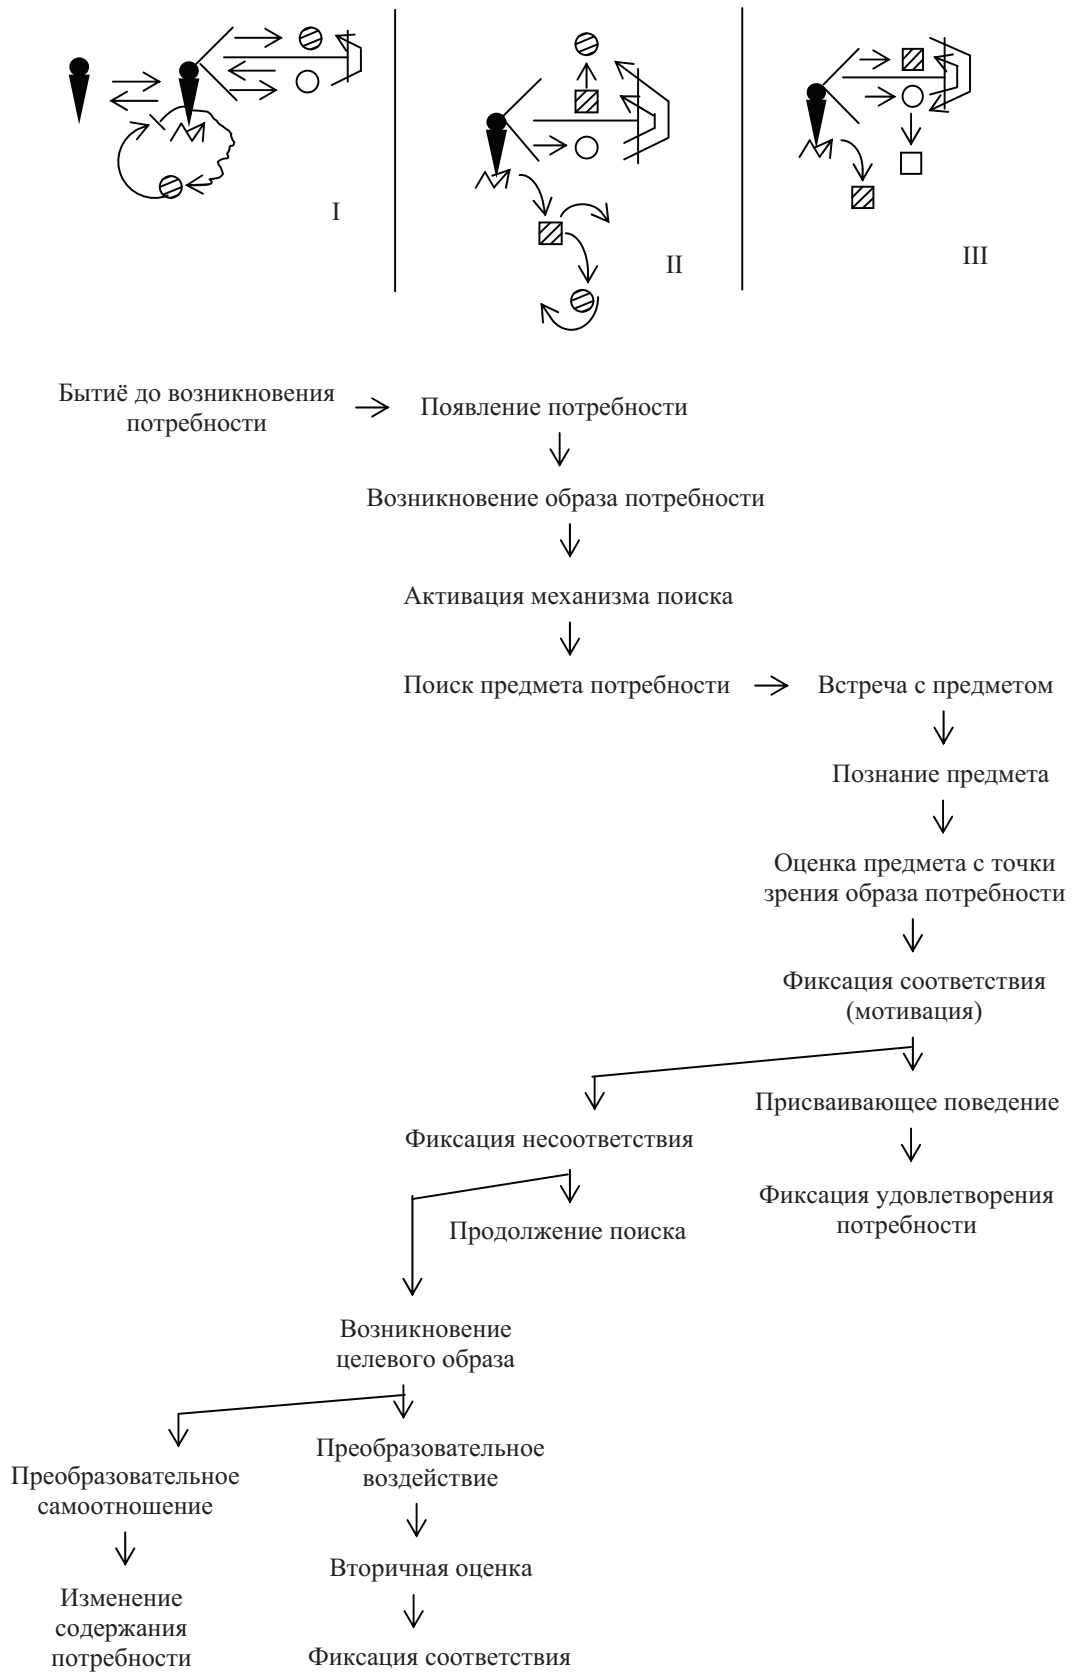 I
II
III
Бытиё до возникновения
потребности
Появление потребности
Возникновение образа потребности
Активация механизма поиска
Поиск предмета потребности
Встреча с предметом
Познание предмета
Оценка предмета с точки
зрения образа потребности
Фиксация соответствия
(мотивация)
Присваивающее поведение
Фиксация несоответствия
Фиксация удовлетворения
потребности
Продолжение поиска
Возникновение
целевого образа
Преобразовательное
воздействие
Преобразовательное
самоотношение
Вторичная оценка
Изменение
содержания
потребности
Фиксация соответствия